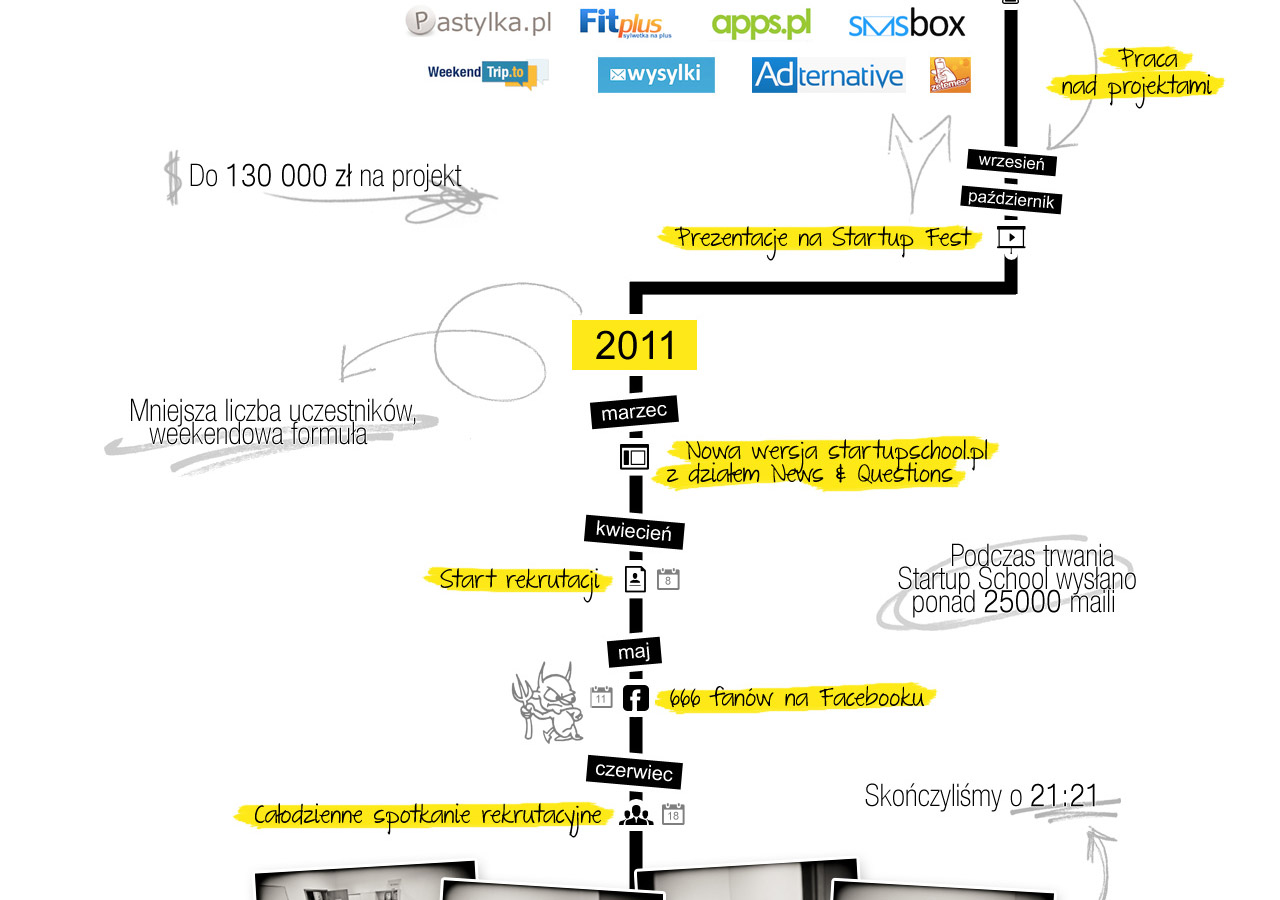 Pastylka.pl
Fitplus
sylwetka na plus
apps.pl
smsbox
WeekendTrip.to
wysylki
Adternative
zetemes
Praca
nad projektami
Do 130 000 zł na projekt
wrzesień
październik
Prezentacje na Startup Fest
2011
Mniejsza liczba uczestników,
weekendowa formuła
marzec
Nowa wersja startupschool.pl
z działem News & Questions
kwiecień
Start rekrutacji
8
Podczas trwania
Startup School wysłano
ponad 25000 maili
maj
11
666 fanów na Facebooku
czerwiec
Całodzienne spotkanie rekrutacyjne
18
Skończyliśmy o 21:21